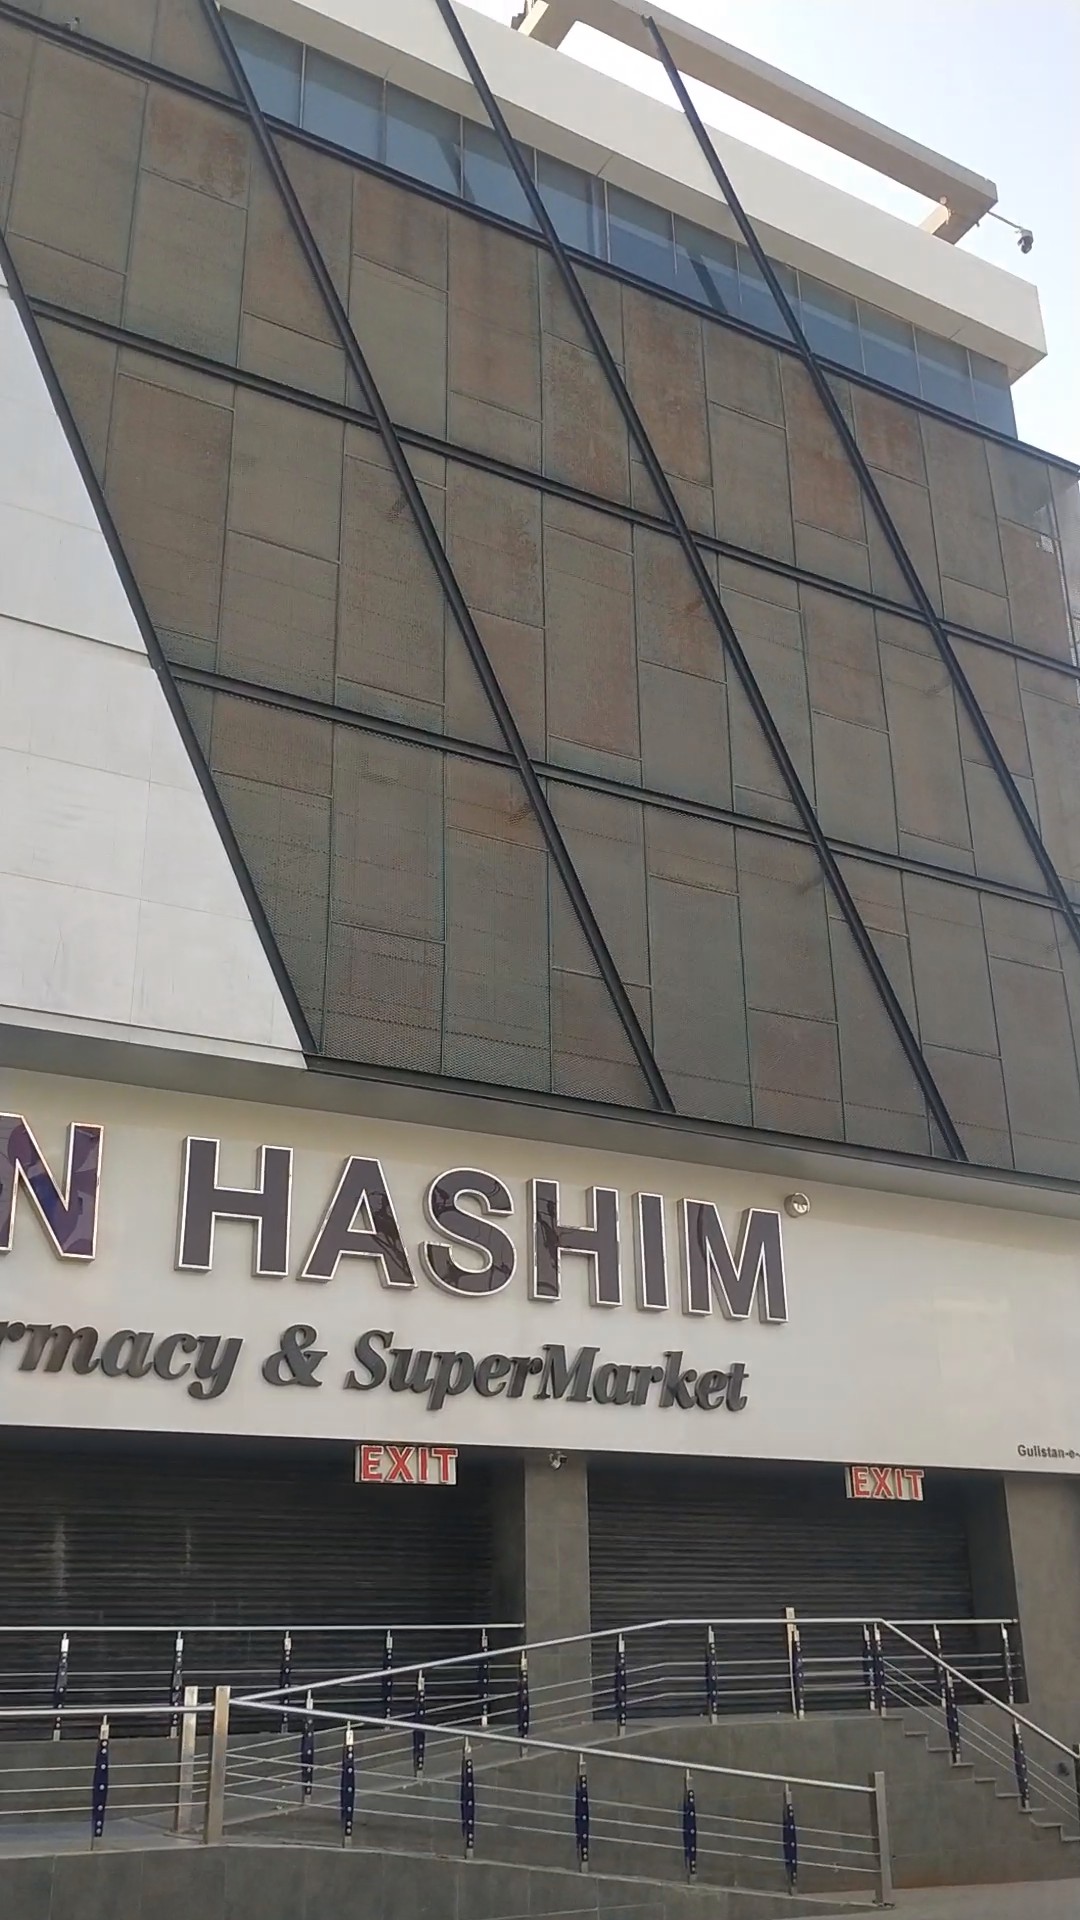 N HASHIM®
rmacy & SuperMarket
EXIT
EXIT
Gulistan-e-